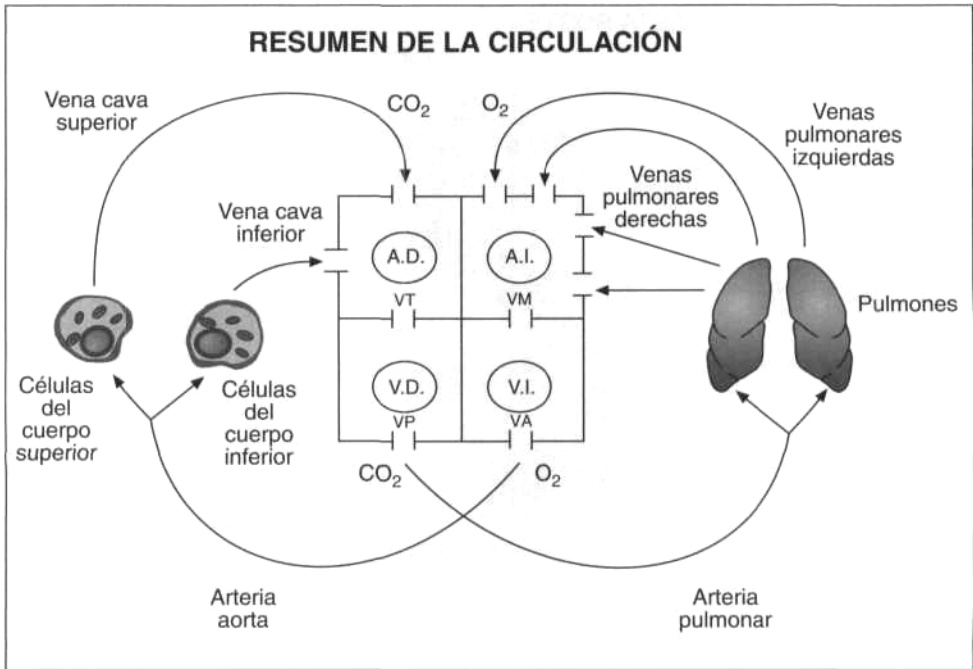 RESUMEN DE LA CIRCULACIÓN
Vena cava
superior
CO₂
O₂
Venas
pulmonares
izquierdas
Venas
pulmonares
derechas
Vena cava
inferior
A.D.
A.I.
VT
VM
Pulmones
Células
del
cuerpo
superior
Células
del
cuerpo
inferior
V.D.
V.I.
VP
VA
CO₂
O₂
Arteria
aorta
Arteria
pulmonar